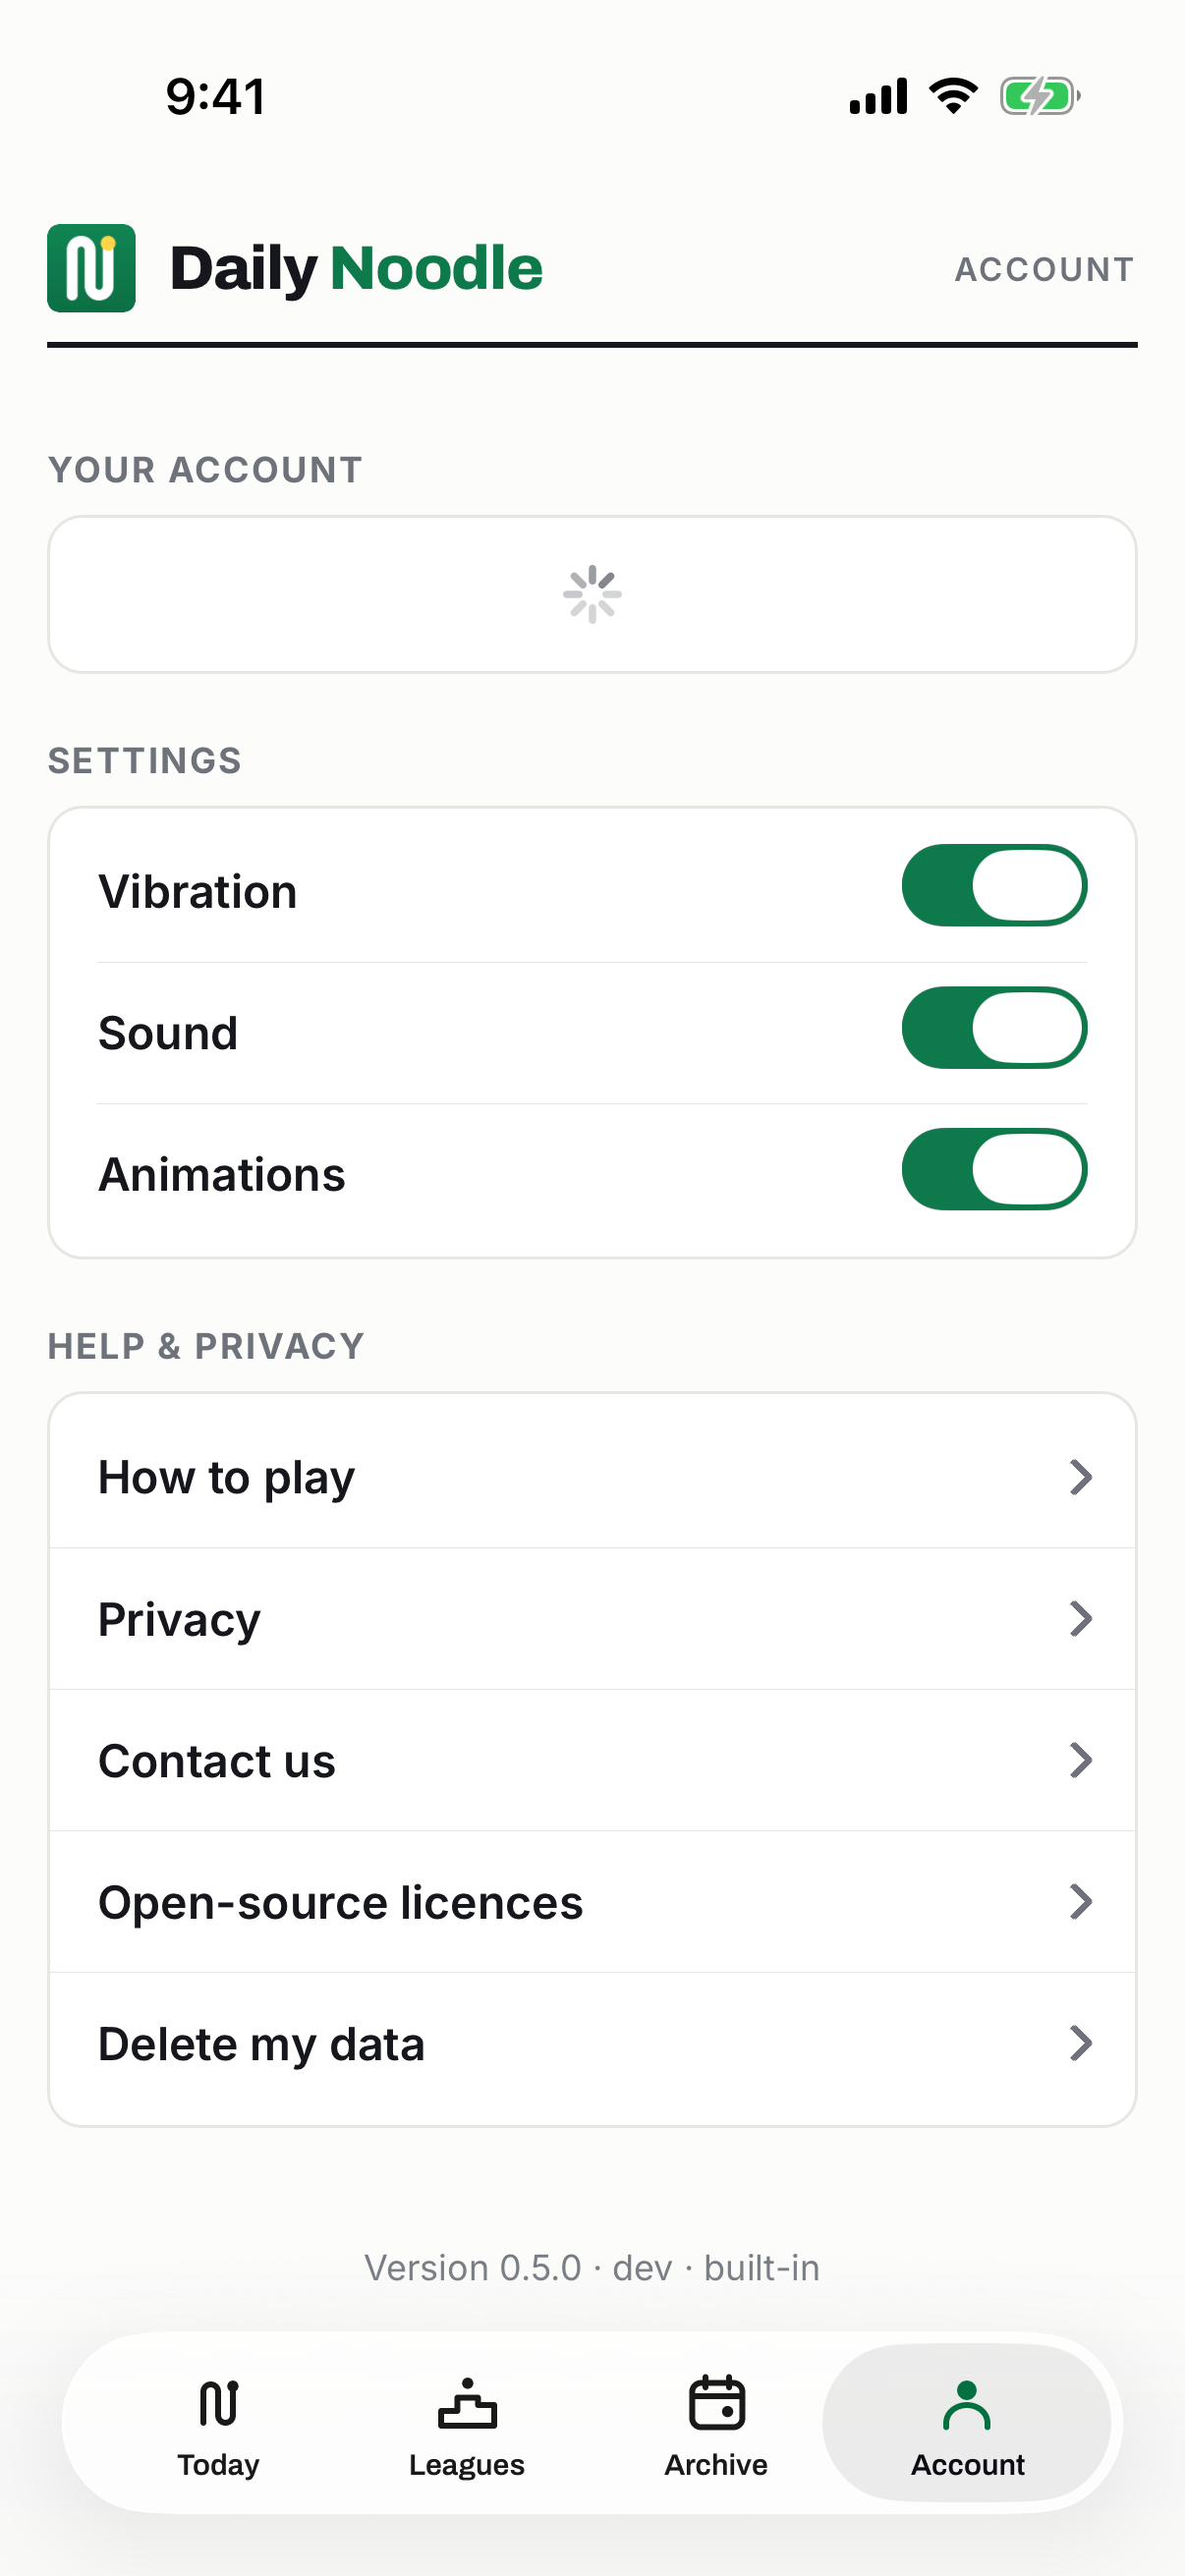 9:41
Daily Noodle
ACCOUNT
YOUR ACCOUNT
SETTINGS
Vibration
Sound
Animations
HELP & PRIVACY
How to play
Privacy
Contact us
Open-source licences
Delete my data
Version 0.5.0 · dev · built-in
Today
Leagues
Archive
Account